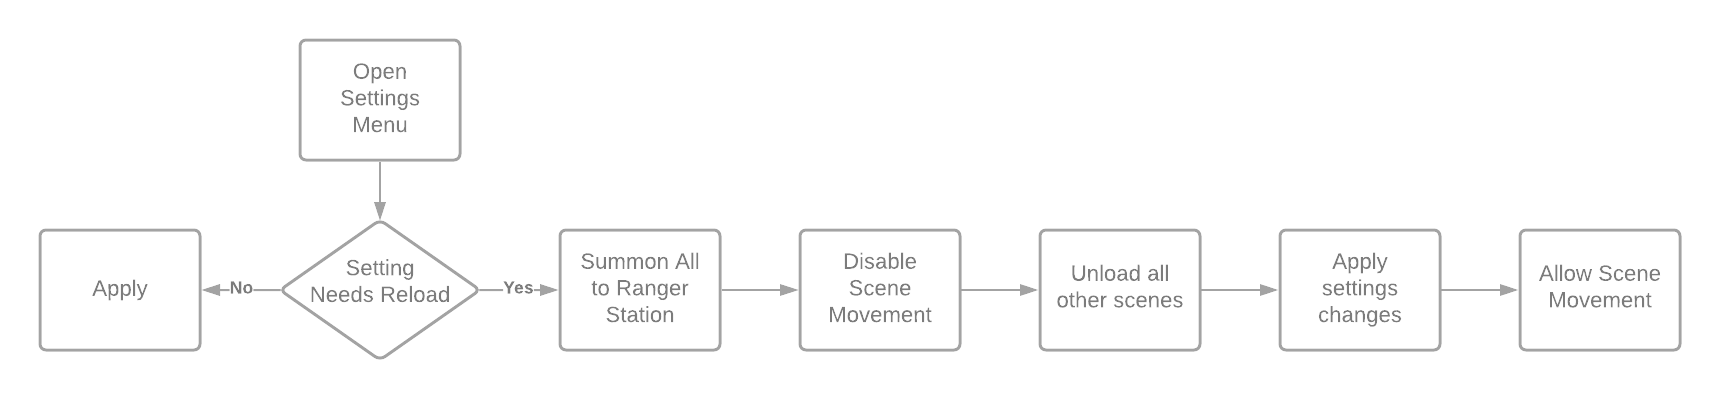 Open
Settings
Menu
Apply
No
Setting
Needs Reload
Yes
Summon All
to Ranger
Station
Disable
Scene
Movement
Unload all
other scenes
Apply
settings
changes
Allow Scene
Movement